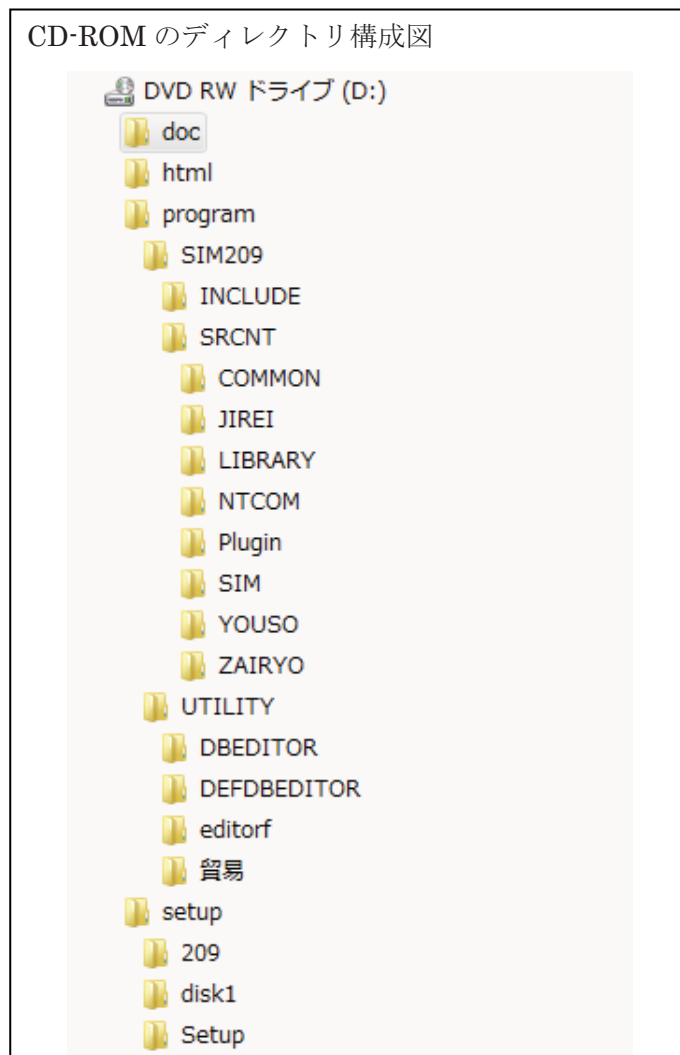 CD-ROM のディレクトリ構成図
DVD RW ドライブ (D:)
doc
html
program
SIM209
INCLUDE
SRCNT
COMMON
JIREI
LIBRARY
NTCOM
Plugin
SIM
YOUSO
ZAIRYO
UTILITY
DBEDITOR
DEFDBEDITOR
editorf
貿易
setup
209
disk1
Setup